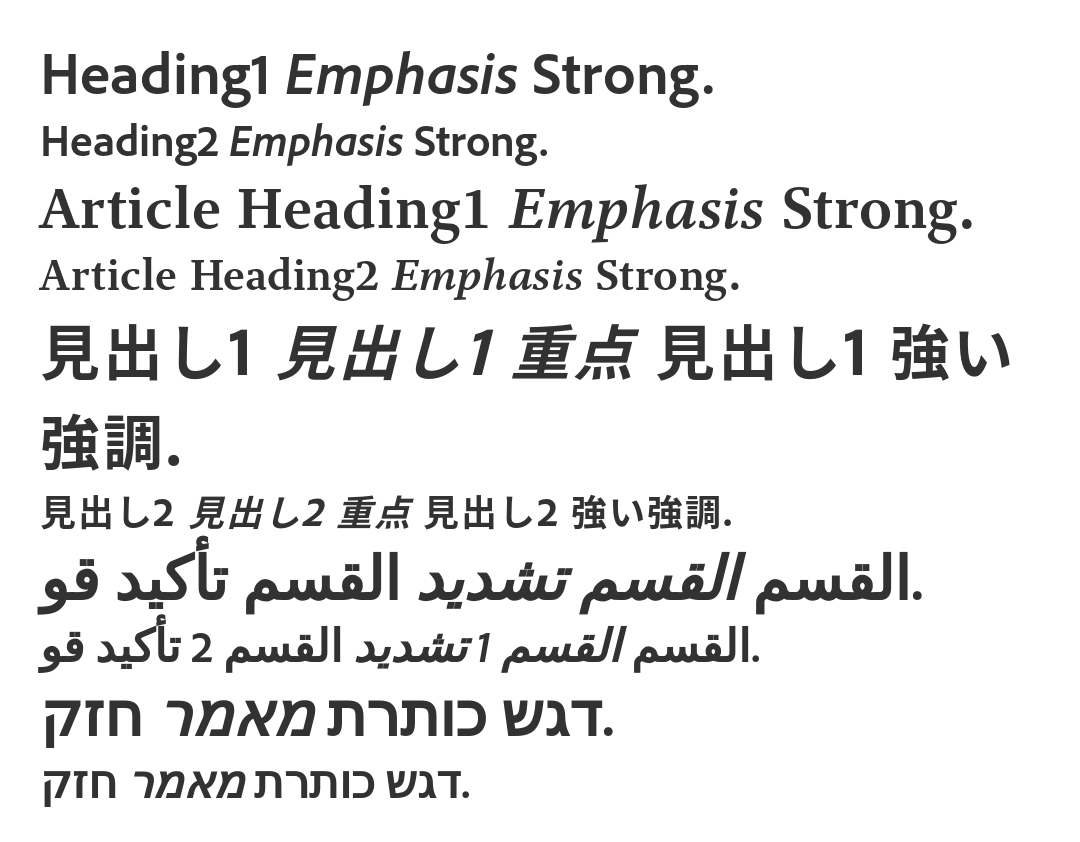 Heading1 Emphasis Strong.
Heading2 Emphasis Strong.
Article Heading1 Emphasis Strong.
Article Heading2 Emphasis Strong.
見出し1 見出し1 重点 見出し1 強い
強調.
見出し2 見出し2 重点 見出し2 強い強調.
القسم القسم تشديد القسم تأكيد قو.
القسم القسم 1 تشديد القسم 2 تأكيد قو.
דגש כותרת מאמר חזק.
דגש כותרת מאמר חזק.